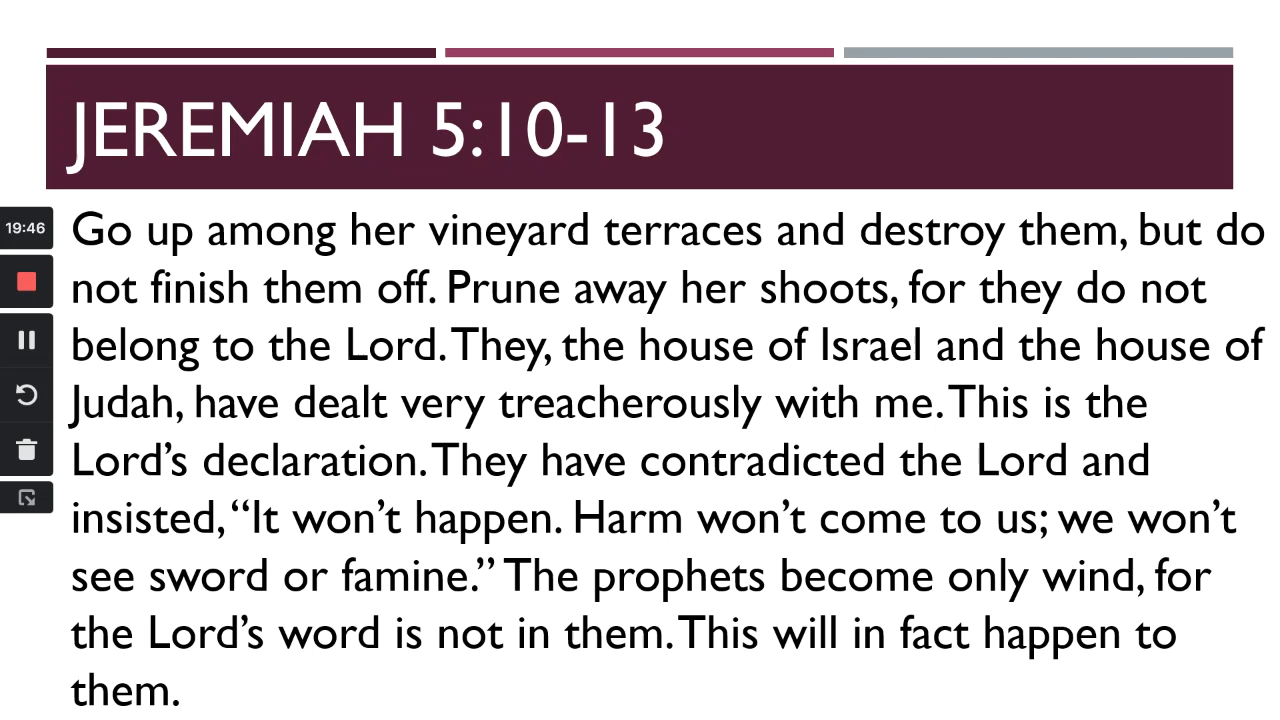 JEREMIAH 5:10-13
19:46
Go up among her vineyard terraces and destroy them, but do
not finish them off. Prune away her shoots, for they do not
belong to the Lord. They, the house of Israel and the house of
Judah, have dealt very treacherously with me. This is the
Lord’s declaration. They have contradicted the Lord and
insisted, “It won’t happen. Harm won’t come to us; we won’t
see sword or famine.” The prophets become only wind, for
the Lord’s word is not in them. This will in fact happen to
them.